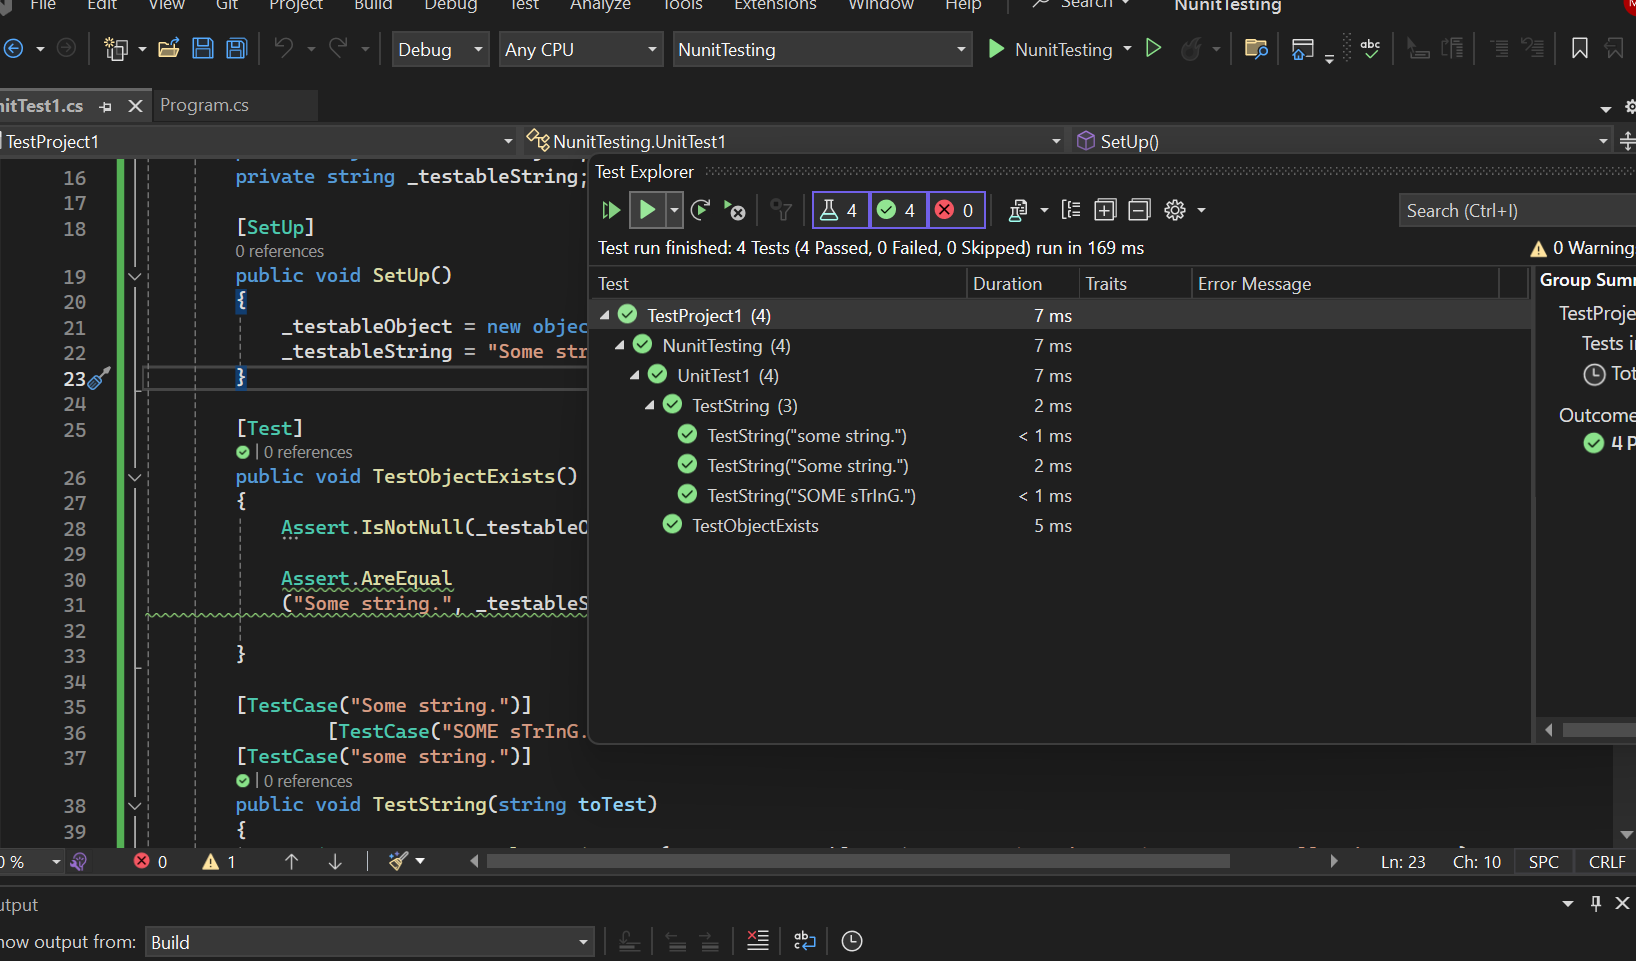 File Edit View Git Project Build Debug Test Analyze Tools Extensions Window Help Search NunitTesting
Debug Any CPU NunitTesting NunitTesting abc
nitTest1.cs Program.cs
TestProject1 NunitTesting.UnitTest1 SetUp()
16 private string _testableString;
17
18 [SetUp]
0 references
19 public void SetUp()
20 {
21 _testableObject = new objec
22 _testableString = "Some str
23 }
24
25 [Test]
0 references
26 public void TestObjectExists()
27 {
28 Assert.IsNotNull(_testableO
29
30 Assert.AreEqual
31 ("Some string.", _testableS
32
33 }
34
35 [TestCase("Some string.")]
36 [TestCase("SOME sTrInG.
37 [TestCase("some string.")]
0 references
38 public void TestString(string toTest)
39 {
Test Explorer
4 4 0 Search (Ctrl+I)
Test run finished: 4 Tests (4 Passed, 0 Failed, 0 Skipped) run in 169 ms 0 Warning
Test Duration Traits Error Message
TestProject1 (4) 7 ms
NunitTesting (4) 7 ms
UnitTest1 (4) 7 ms
TestString (3) 2 ms
TestString("some string.") < 1 ms
TestString("Some string.") 2 ms
TestString("SOME sTrInG.") < 1 ms
TestObjectExists 5 ms
Group Sum
TestProje
Tests i
Tot
Outcome
4 P
0 % 0 1 Ln: 23 Ch: 10 SPC CRLF
utput
how output from: Build